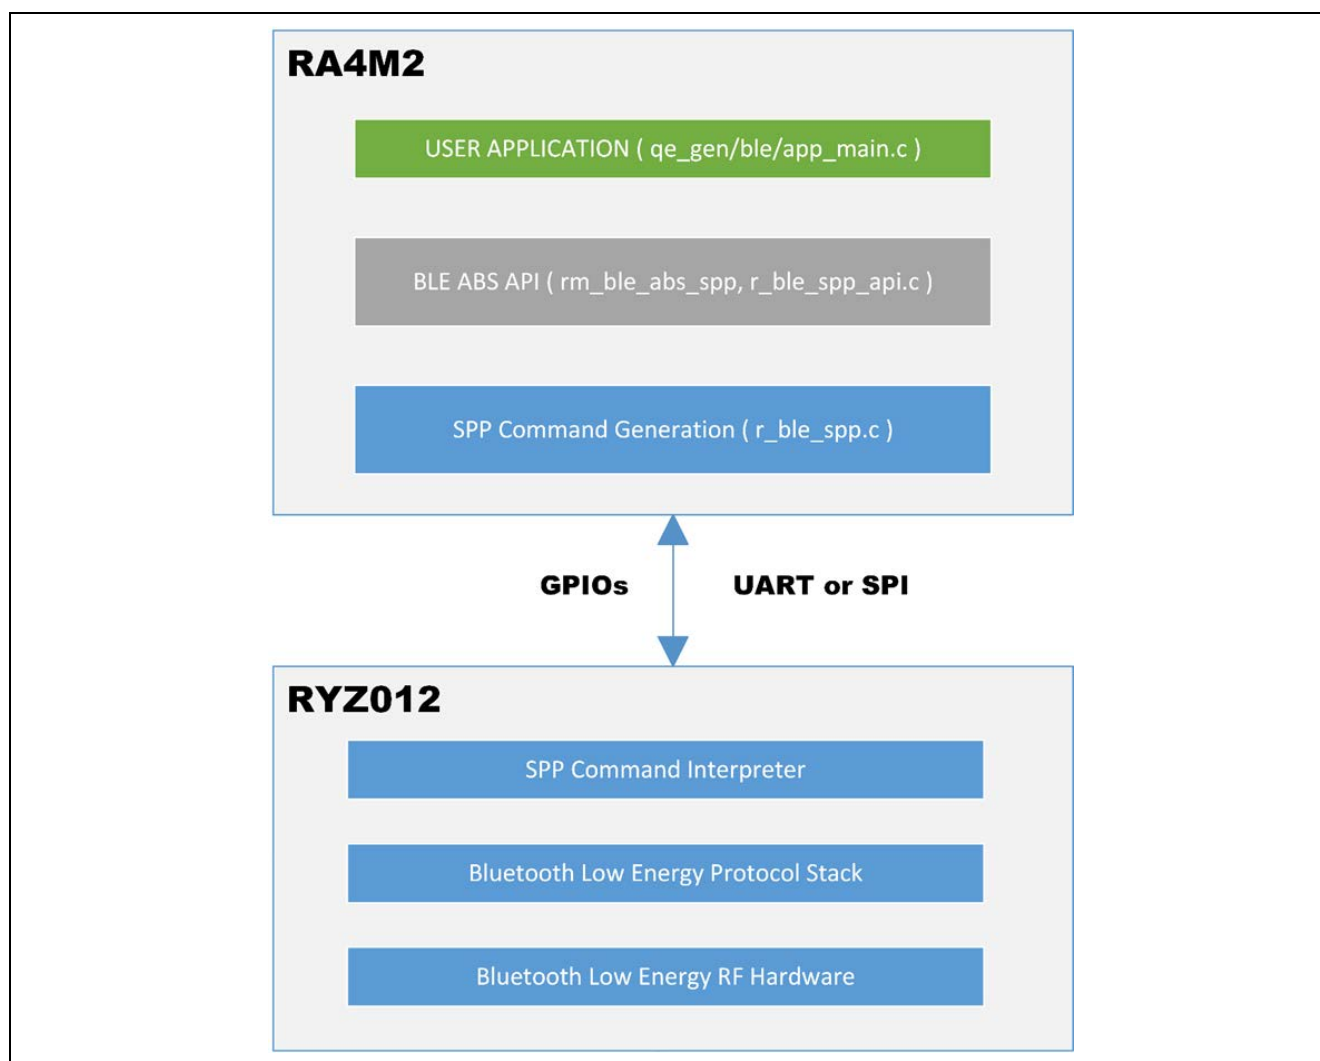 RA4M2
USER APPLICATION ( qe_gen/ble/app_main.c )
BLE ABS API ( rm_ble_abs_spp, r_ble_spp_api.c )
SPP Command Generation ( r_ble_spp.c )
GPIOs UART or SPI
RYZ012
SPP Command Interpreter
Bluetooth Low Energy Protocol Stack
Bluetooth Low Energy RF Hardware